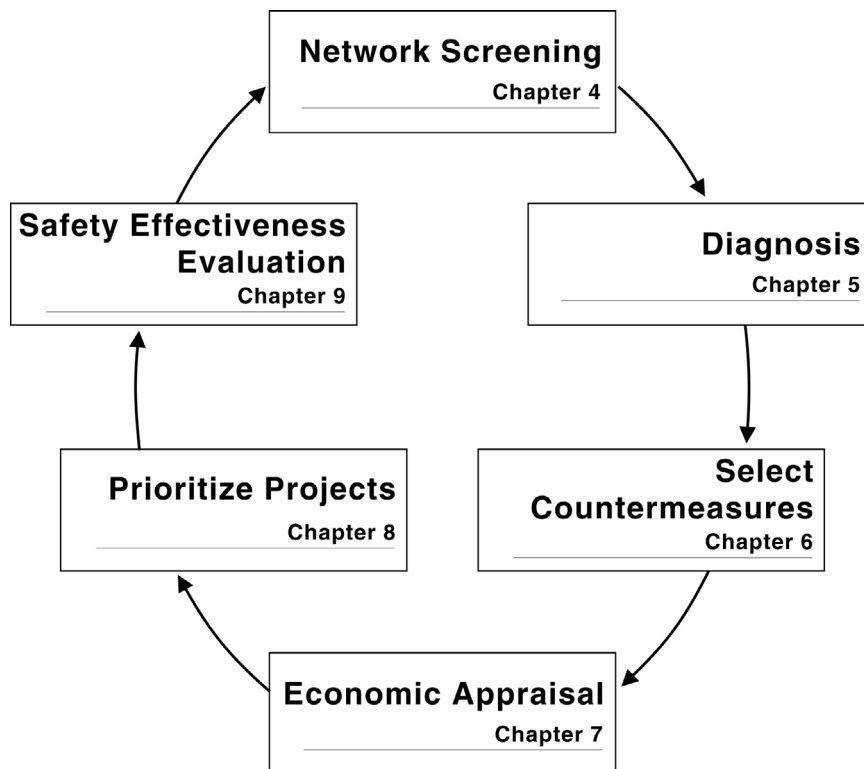 Network Screening
Chapter 4
Diagnosis
Chapter 5
Select
Countermeasures
Chapter 6
Economic Appraisal
Chapter 7
Prioritize Projects
Chapter 8
Safety Effectiveness
Evaluation
Chapter 9